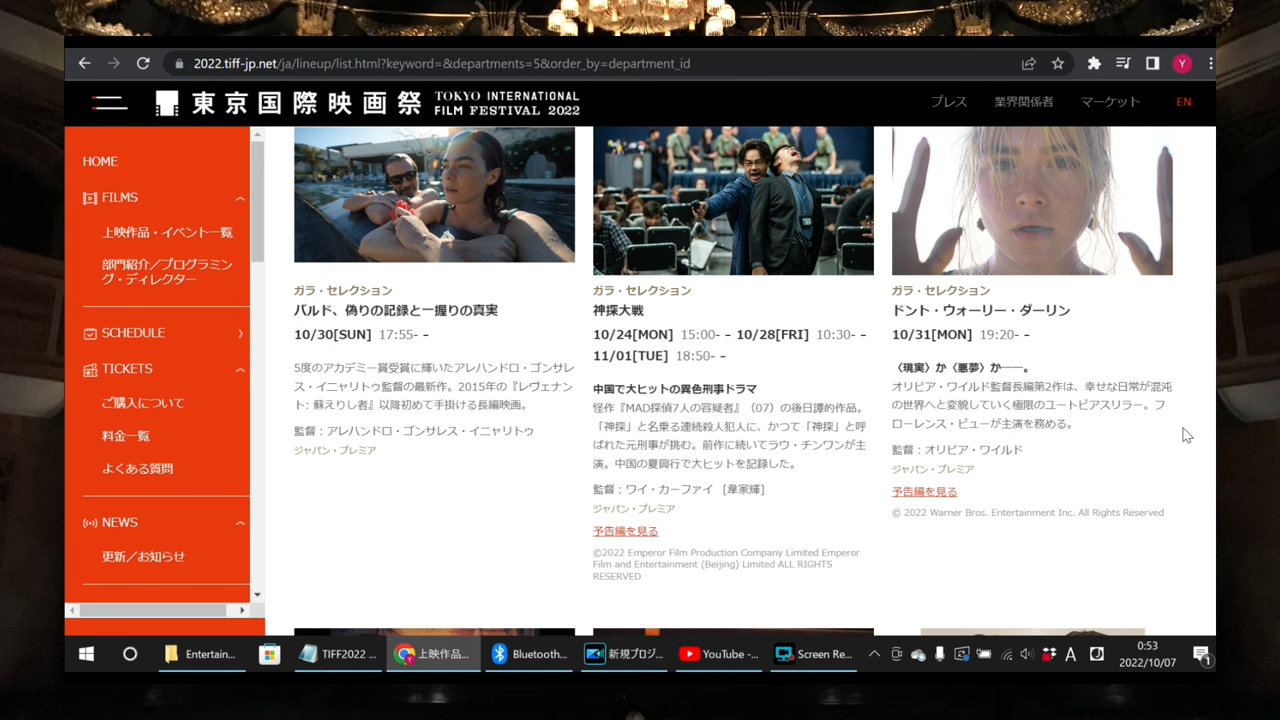 2022.tiff-jp.net/ja/lineup/list.html?keyword=&departments=5&order_by=department_id
Y
東京国際映画祭 TOKYO INTERNATIONAL
FILM FESTIVAL 2022
プレス 業界関係者 マーケット EN
HOME
FILMS
上映作品・イベント一覧
部門紹介／プログラミン
グ・ディレクター
SCHEDULE
TICKETS
ご購入について
料金一覧
よくある質問
NEWS
更新／お知らせ
ガラ・セレクション
バルド、偽りの記録と一握りの真実
10/30[SUN] 17:55- -
5度のアカデミー賞受賞に輝いたアレハンドロ・ゴンサレ
ス・イニャリトゥ監督の最新作。2015年の『レヴェナン
ト: 蘇えりし者』以降初めて手掛ける長編映画。
監督：アレハンドロ・ゴンサレス・イニャリトゥ
ジャパン・プレミア
ガラ・セレクション
神探大戦
10/24[MON] 15:00- - 10/28[FRI] 10:30- -
11/01[TUE] 18:50- -
中国で大ヒットの異色刑事ドラマ
怪作『MAD探偵7人の容疑者』（07）の後日譚的作品。
「神探」と名乗る連続殺人犯人に、かつて「神探」と呼
ばれた元刑事が挑む。前作に続いてラウ・チンワンが主
演。中国の夏興行で大ヒットを記録した。
監督：ワイ・カーファイ [韋家輝]
ジャパン・プレミア
予告編を見る
©2022 Emperor Film Production Company Limited Emperor
Film and Entertainment (Beijing) Limited ALL RIGHTS
RESERVED
ガラ・セレクション
ドント・ウォーリー・ダーリン
10/31[MON] 19:20- -
〈現実〉か〈悪夢〉か――。
オリビア・ワイルド監督長編第2作は、幸せな日常が混沌
の世界へと変貌していく極限のユートピアスリラー。フ
ローレンス・ピューが主演を務める。
監督：オリビア・ワイルド
ジャパン・プレミア
予告編を見る
© 2022 Warner Bros. Entertainment Inc. All Rights Reserved
Entertain...
TIFF2022 ...
上映作品...
Bluetooth...
新規プロジ...
YouTube -...
Screen Re...
A
0:53
2022/10/07
1